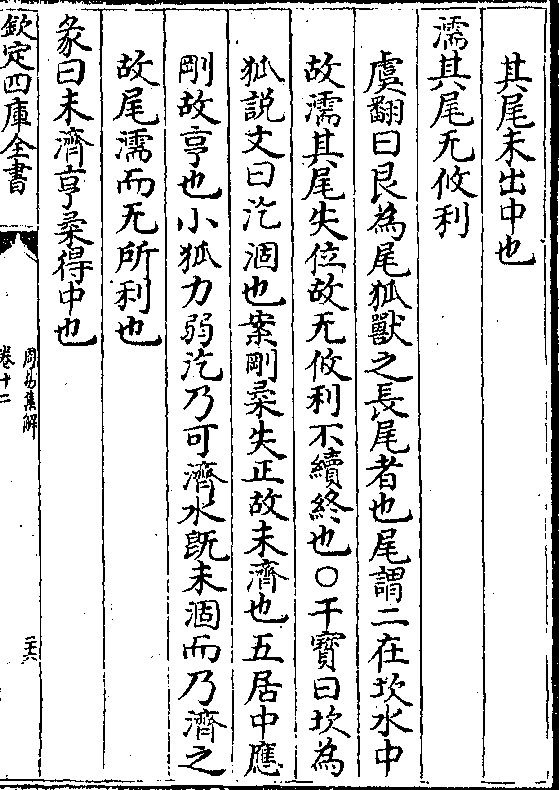 其尾未出中也
濡其尾无攸利
虞翻曰艮為尾狐獸之長尾者也尾謂二在坎水中
故濡其尾失位故无攸利不續終也○干寶曰坎為
狐說文曰汔涸也案剛柔失正故未濟也五居中應
剛故亨也小狐力弱汔乃可濟水旣未涸而乃濟之
故尾濡而无所利也
彖曰未濟亨柔得中也
欽定四庫全書
周易集解
卷十二
二六